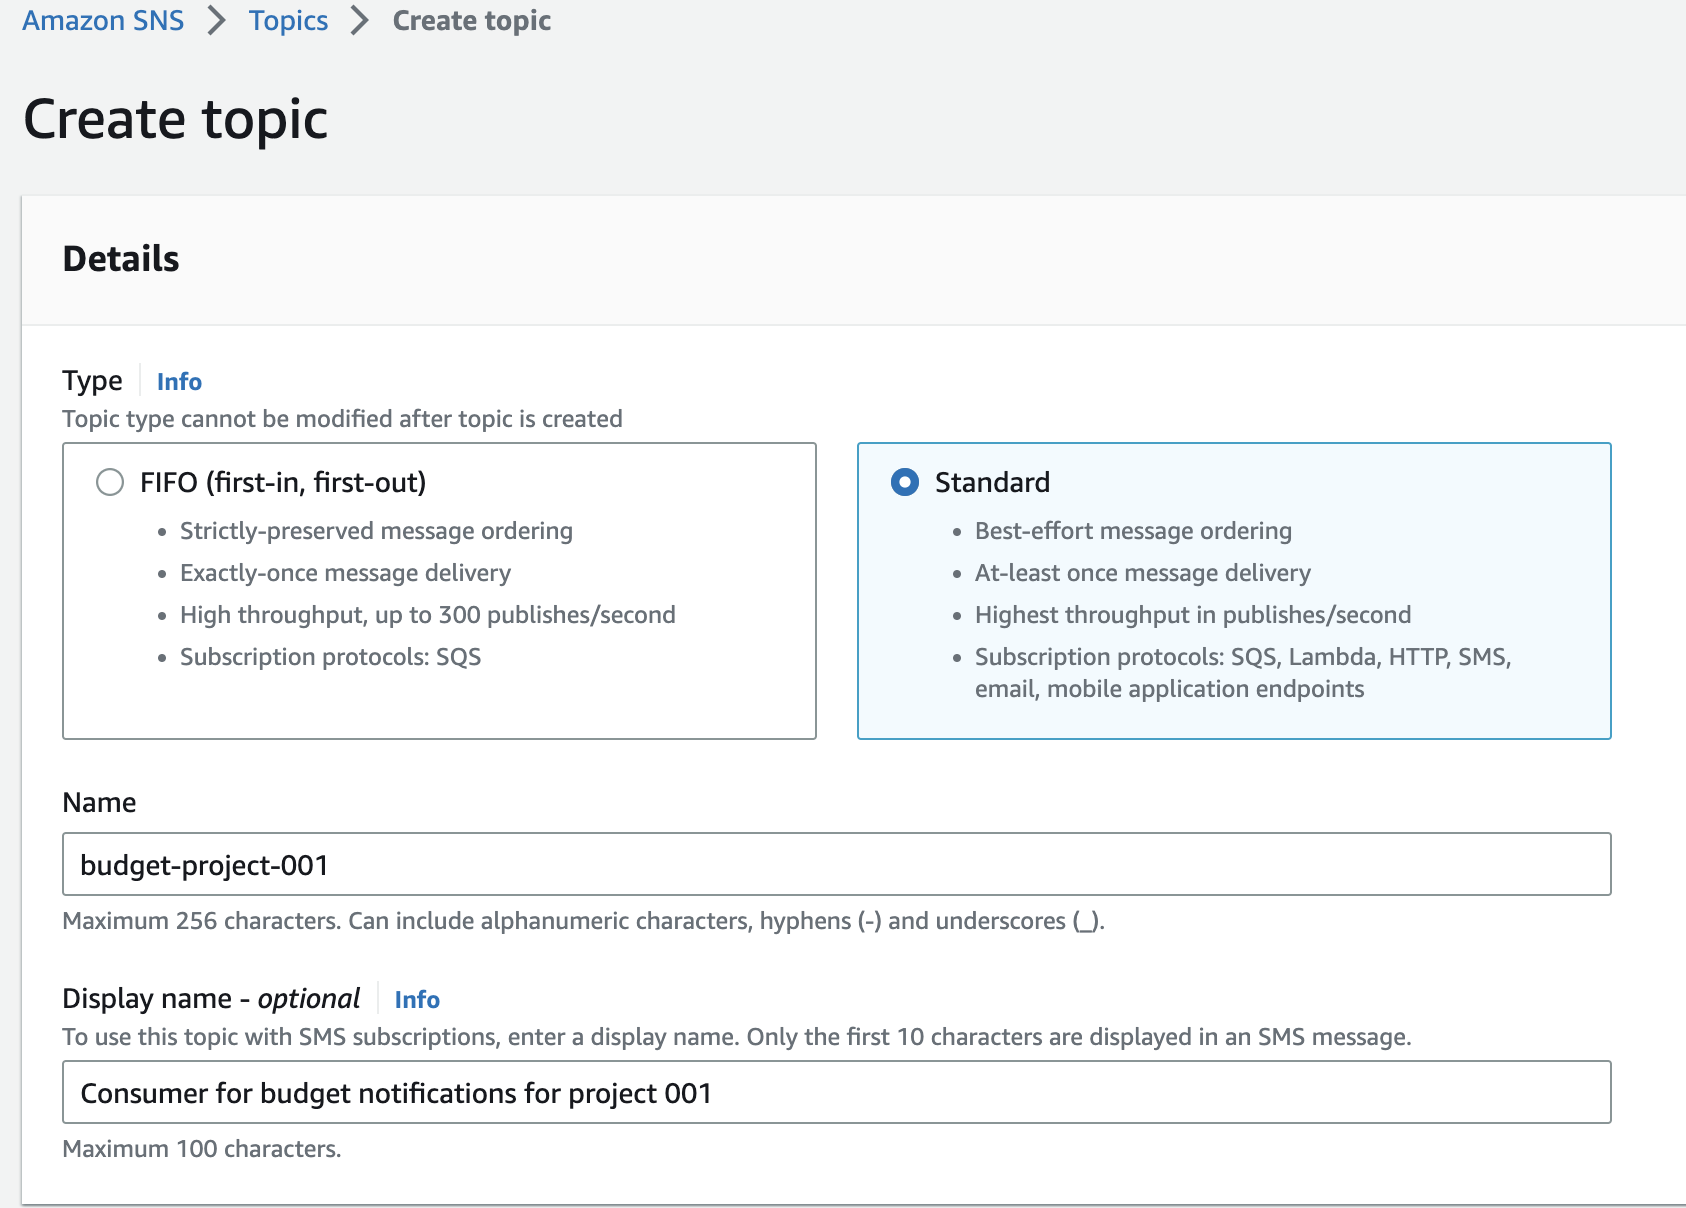 Amazon SNS > Topics > Create topic
Create topic
Details
Type Info
Topic type cannot be modified after topic is created
FIFO (first-in, first-out)
• Strictly-preserved message ordering
• Exactly-once message delivery
• High throughput, up to 300 publishes/second
• Subscription protocols: SQS
Standard
• Best-effort message ordering
• At-least once message delivery
• Highest throughput in publishes/second
• Subscription protocols: SQS, Lambda, HTTP, SMS,
email, mobile application endpoints
Name
budget-project-001
Maximum 256 characters. Can include alphanumeric characters, hyphens (-) and underscores (_).
Display name - optional Info
To use this topic with SMS subscriptions, enter a display name. Only the first 10 characters are displayed in an SMS message.
Consumer for budget notifications for project 001
Maximum 100 characters.